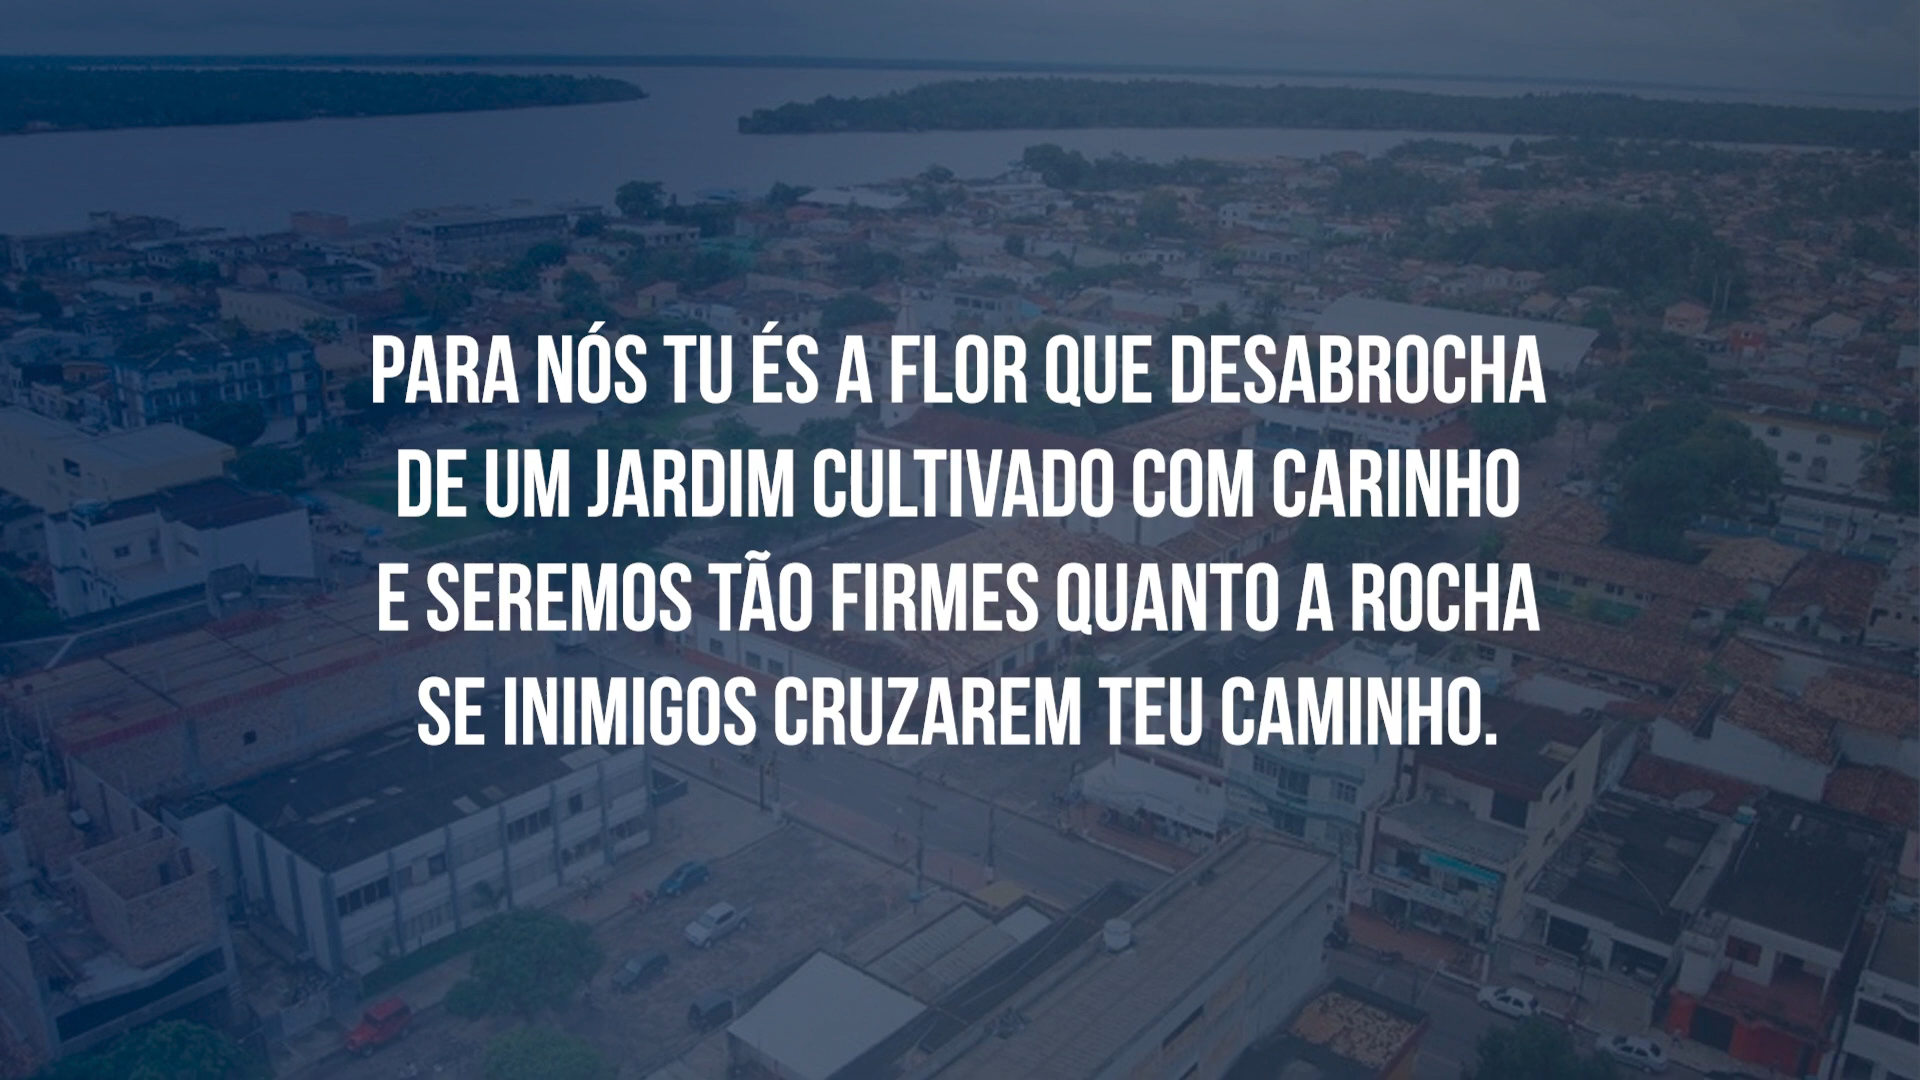 PARA NÓS TU ÉS A FLOR QUE DESABROCHA
DE UM JARDIM CULTIVADO COM CARINHO
E SEREMOS TÃO FIRMES QUANTO A ROCHA
SE INIMIGOS CRUZAREM TEU CAMINHO.